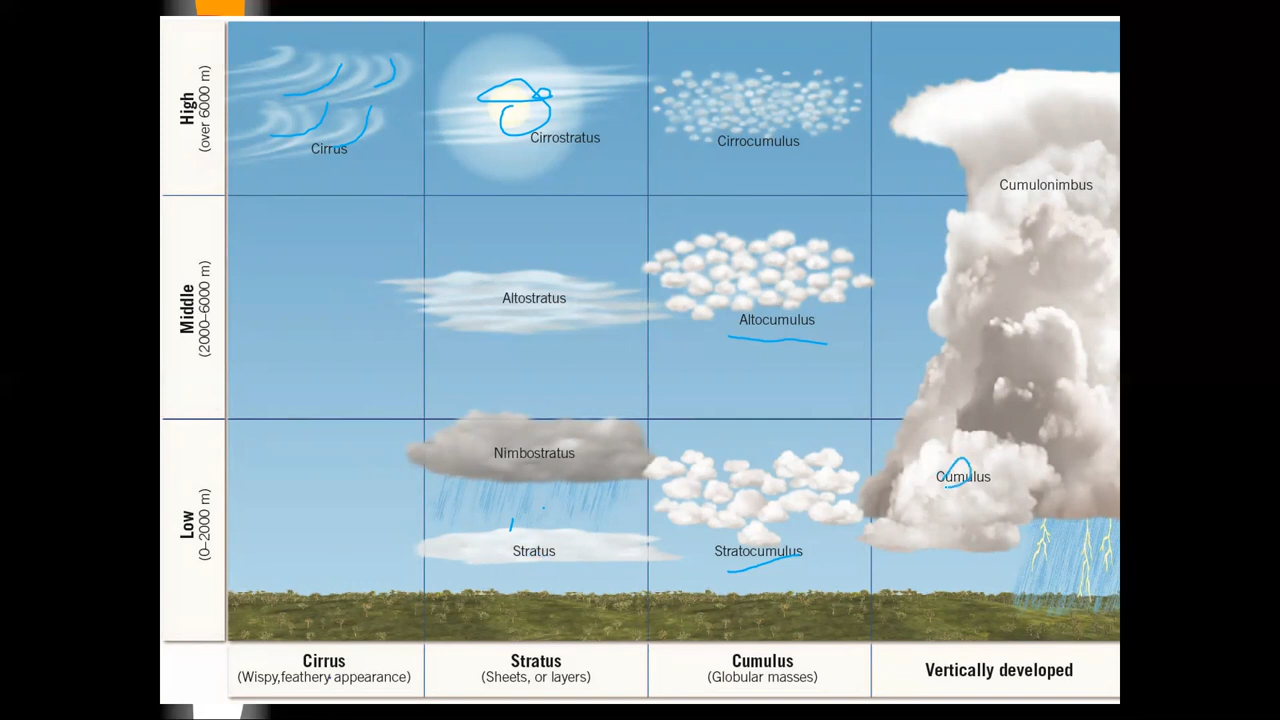 High
(over 6000 m)
Cirrus
Cirrostratus
Cirrocumulus
Cumulonimbus
Middle
(2000–6000 m)
Altostratus
Altocumulus
Low
(0–2000 m)
Nimbostratus
Cumulus
Stratus
Stratocumulus
Cirrus
(Wispy,feathery appearance)
Stratus
(Sheets, or layers)
Cumulus
(Globular masses)
Vertically developed